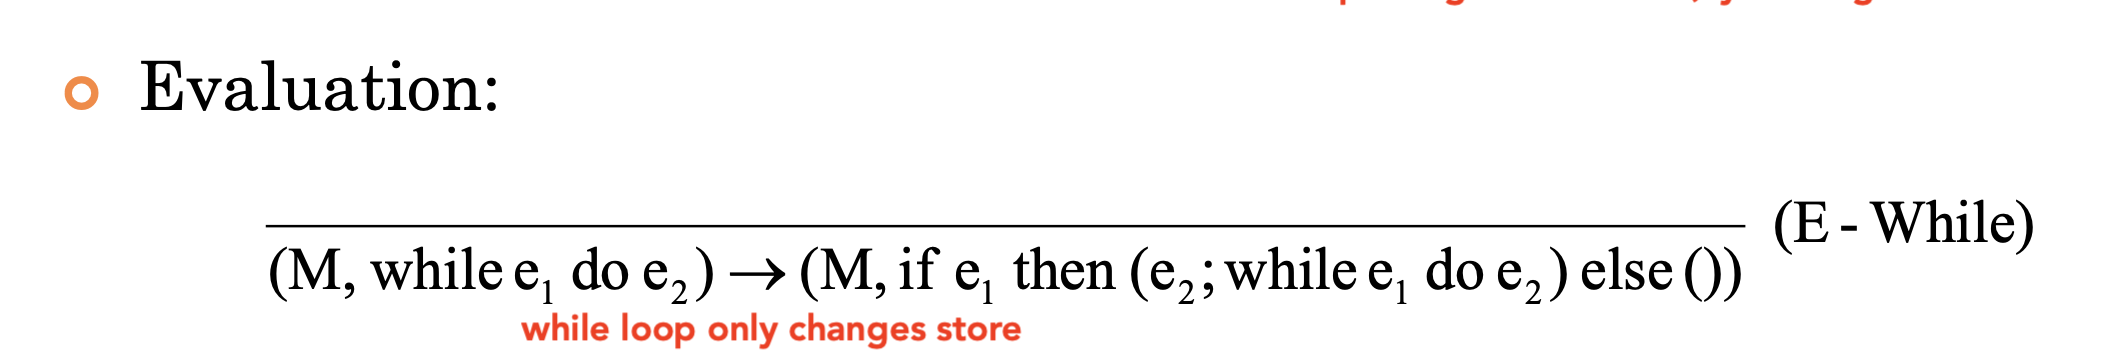 Evaluation:
(E - While)
(M, while e₁ do e₂) → (M, if e₁ then (e₂; while e₁ do e₂) else ())
while loop only changes store